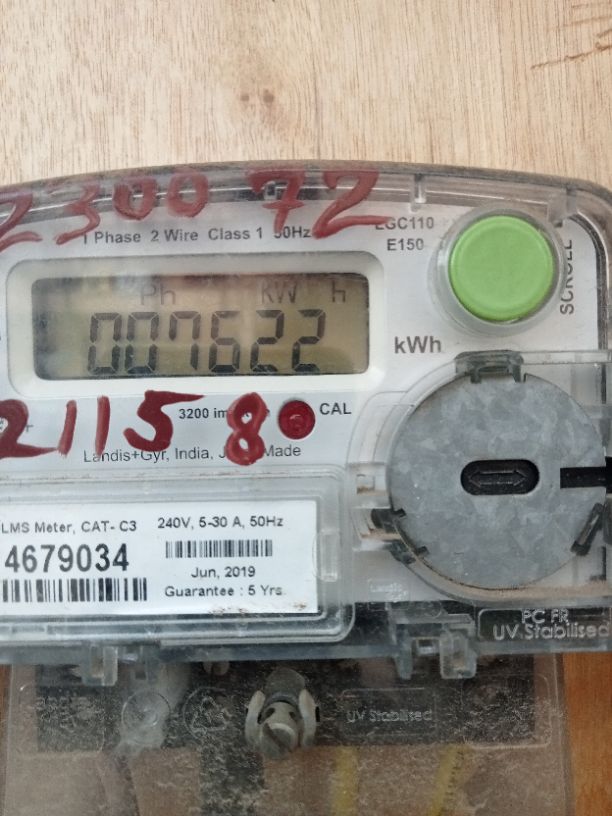 230072
1 Phase 2 Wire Class 1 50Hz
EGC110
E150
SCROLL
Ph kW h
007622
kWh
3200 im
CAL
21158
Landis+Gyr, India, Made
LMS Meter, CAT- C3 240V, 5-30 A, 50Hz
4679034
Jun, 2019
Guarantee : 5 Yrs
PC FR
UV Stabilised
UV Stabilised